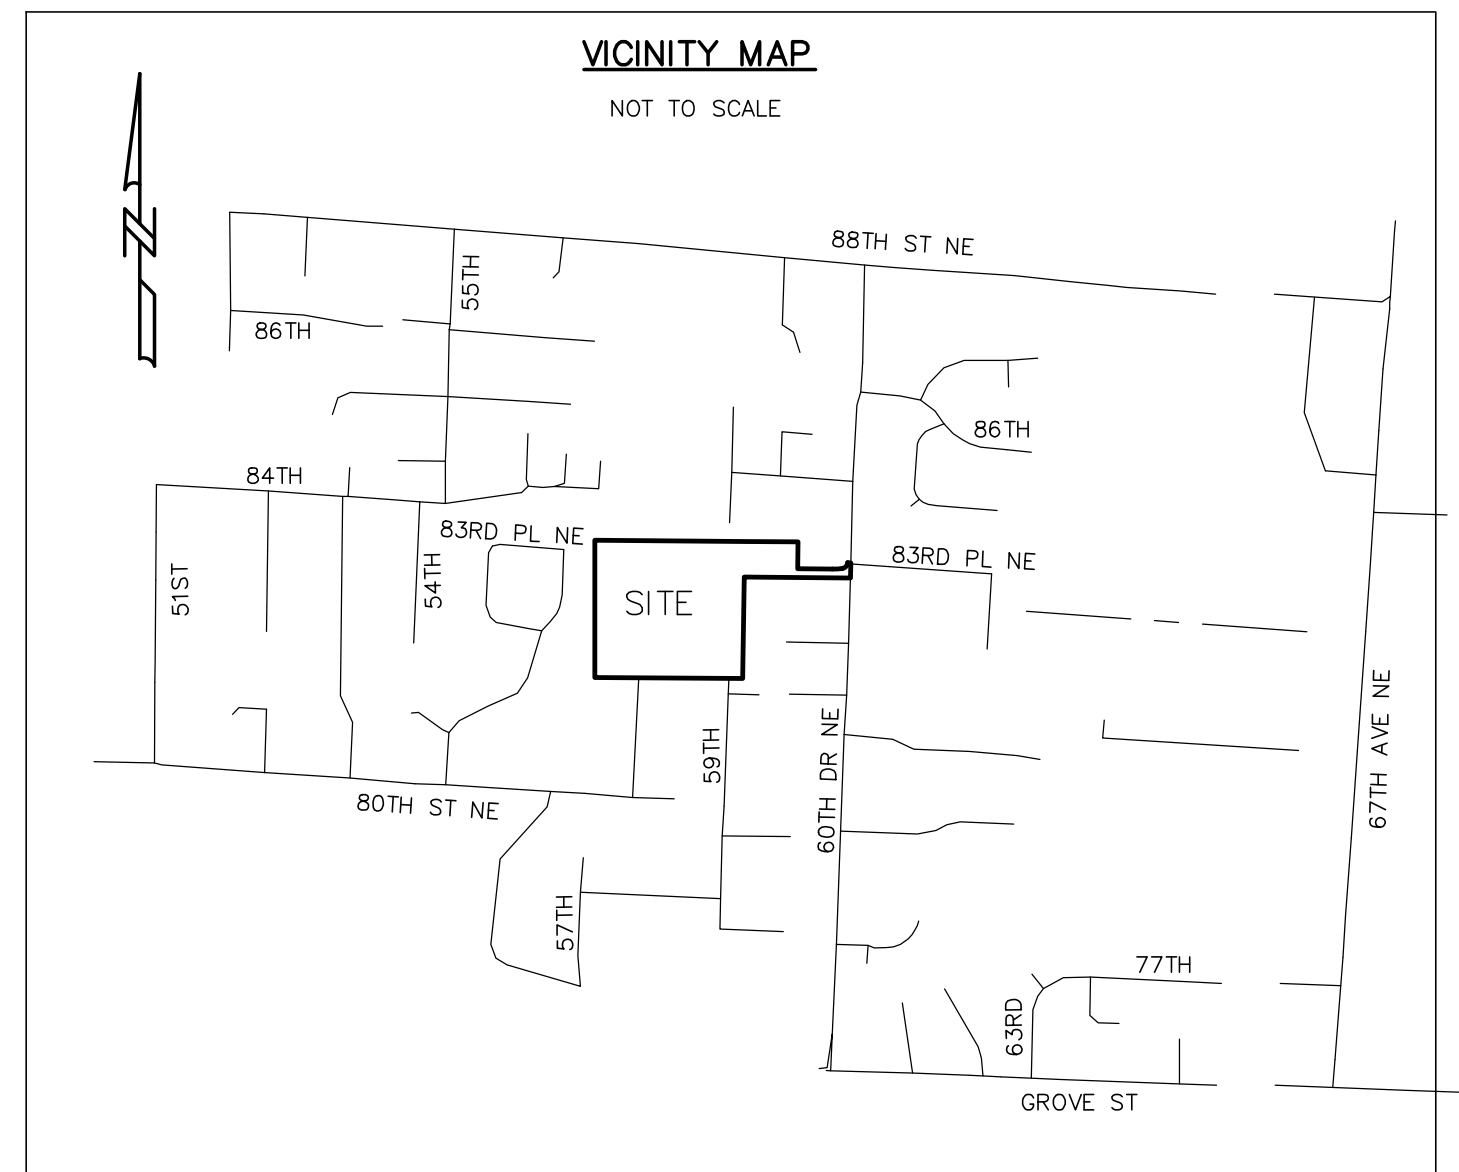 VICINITY MAP
NOT TO SCALE
N
88TH ST NE
55TH
86TH
86TH
84TH
83RD PL NE
83RD PL NE
54TH
51ST
SITE
67TH AVE NE
59TH
60TH DR NE
80TH ST NE
57TH
77TH
63RD
GROVE ST